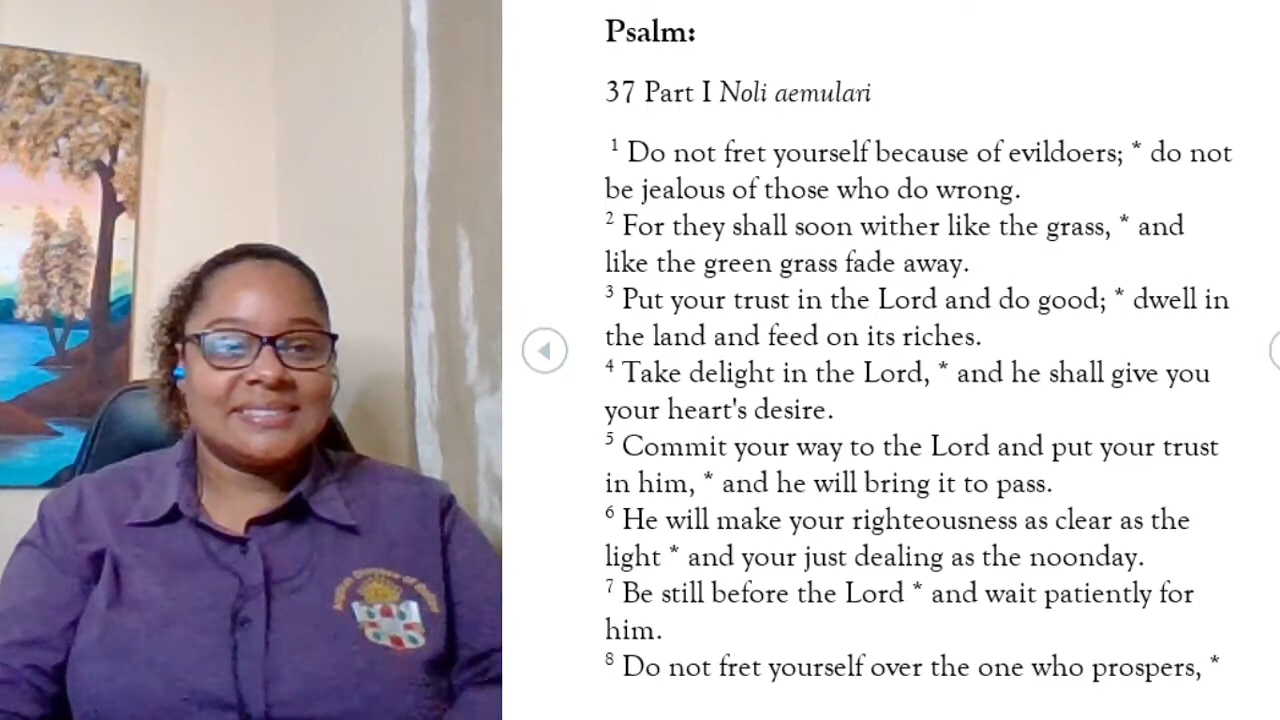 Psalm:
37 Part I Noli aemulari
1 Do not fret yourself because of evildoers; * do not
be jealous of those who do wrong.
2 For they shall soon wither like the grass, * and
like the green grass fade away.
3 Put your trust in the Lord and do good; * dwell in
the land and feed on its riches.
4 Take delight in the Lord, * and he shall give you
your heart's desire.
5 Commit your way to the Lord and put your trust
in him, * and he will bring it to pass.
6 He will make your righteousness as clear as the
light * and your just dealing as the noonday.
7 Be still before the Lord * and wait patiently for
him.
8 Do not fret yourself over the one who prospers, *